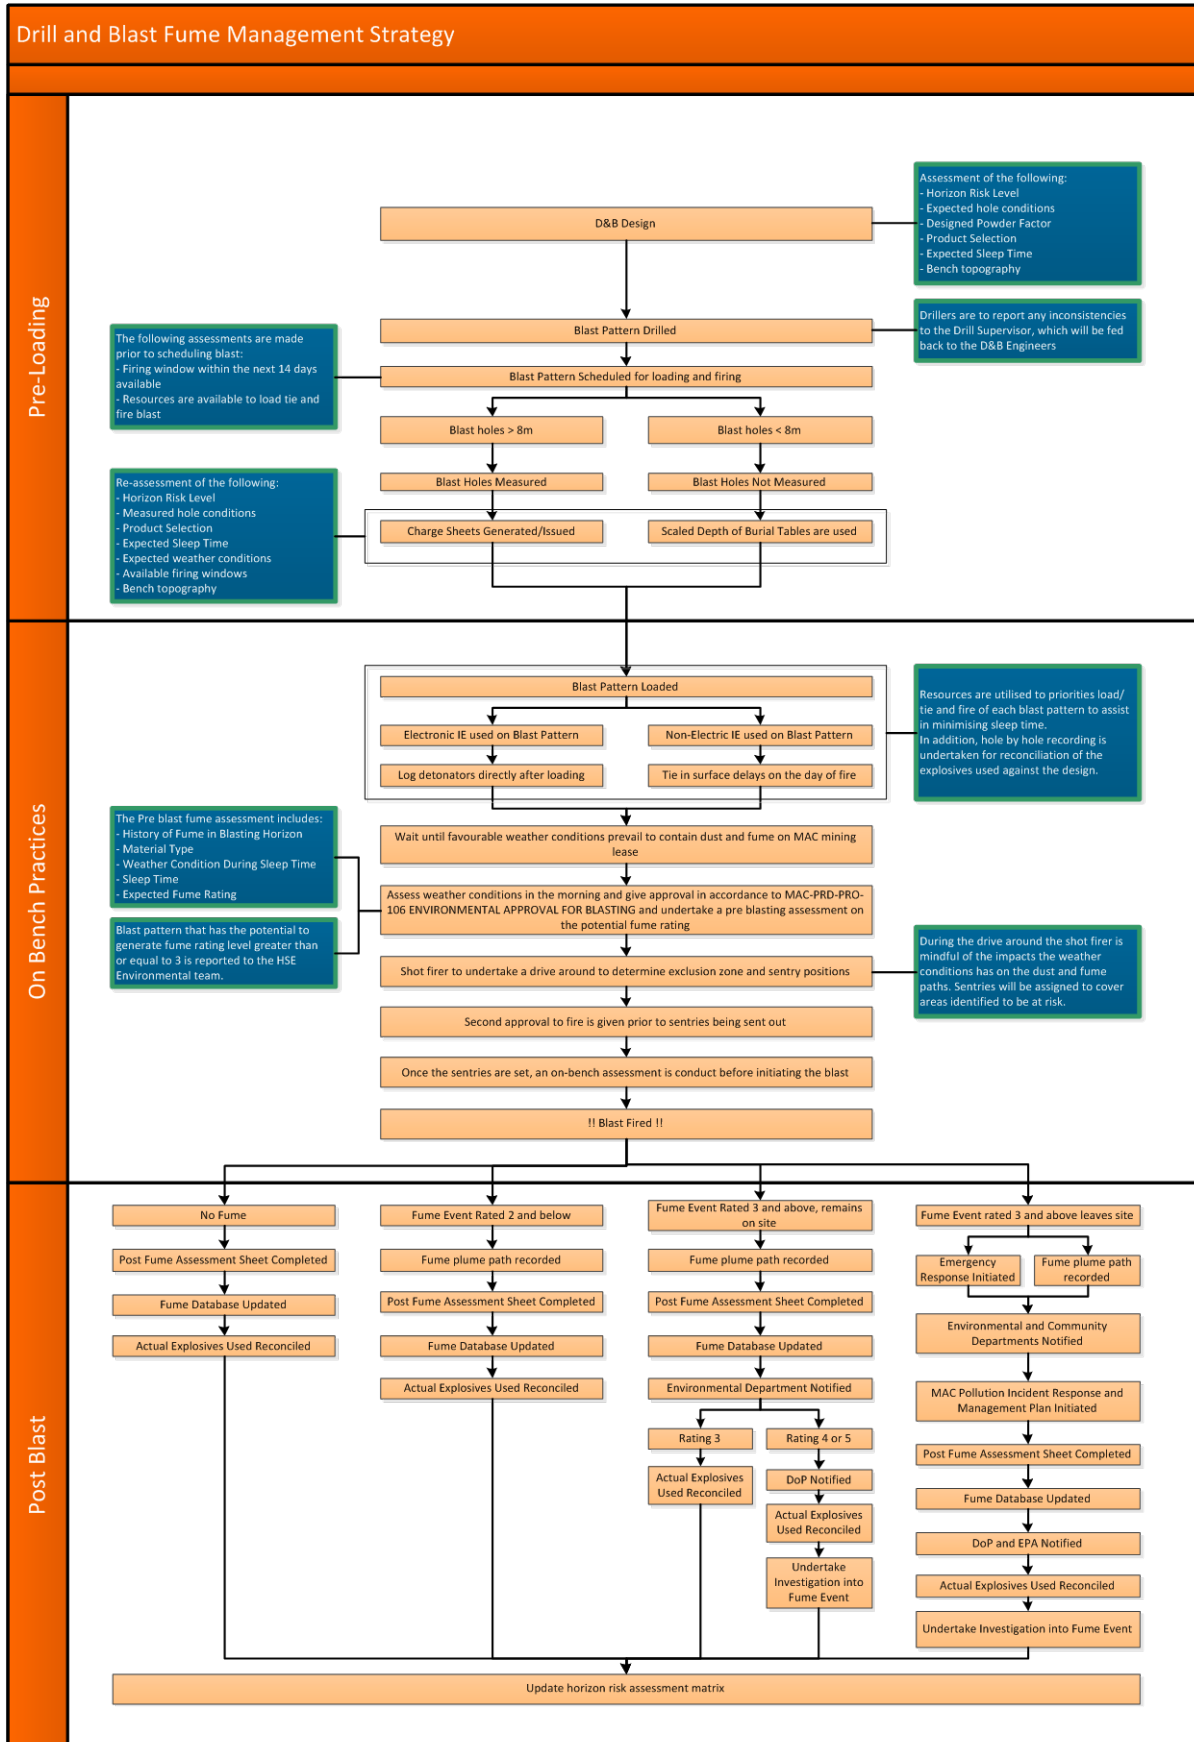 Drill and Blast Fume Management Strategy
Pre-Loading
Assessment of the following:
- Horizon Risk Level
- Expected hole conditions
- Designed Powder Factor
- Product Selection
- Expected Sleep Time
- Bench topography
D&B Design
Drillers are to report any inconsistencies
to the Drill Supervisor, which will be fed
back to the D&B Engineers
Blast Pattern Drilled
The following assessments are made
prior to scheduling blast:
- Firing window within the next 14 days
available
- Resources are available to load tie and
fire blast
Blast Pattern Scheduled for loading and firing
Blast holes > 8m
Blast holes < 8m
Blast Holes Measured
Blast Holes Not Measured
Re-assessment of the following:
- Horizon Risk Level
- Measured hole conditions
- Product Selection
- Expected Sleep Time
- Expected weather conditions
- Available firing windows
- Bench topography
Charge Sheets Generated/Issued
Scaled Depth of Burial Tables are used
On Bench Practices
Blast Pattern Loaded
Resources are utilised to priorities load/
tie and fire of each blast pattern to assist
in minimising sleep time.
In addition, hole by hole recording is
undertaken for reconciliation of the
explosives used against the design.
Electronic IE used on Blast Pattern
Non-Electric IE used on Blast Pattern
Log detonators directly after loading
Tie in surface delays on the day of fire
The Pre blast fume assessment includes:
- History of Fume in Blasting Horizon
- Material Type
- Weather Condition During Sleep Time
- Sleep Time
- Expected Fume Rating
Wait until favourable weather conditions prevail to contain dust and fume on MAC mining
lease
Assess weather conditions in the morning and give approval in accordance to MAC-PRD-PRO-
106 ENVIRONMENTAL APPROVAL FOR BLASTING and undertake a pre blasting assessment on
the potential fume rating
Blast pattern that has the potential to
generate fume rating level greater than
or equal to 3 is reported to the HSE
Environmental team.
During the drive around the shot firer is
mindful of the impacts the weather
conditions has on the dust and fume
paths. Sentries will be assigned to cover
areas identified to be at risk.
Shot firer to undertake a drive around to determine exclusion zone and sentry positions
Second approval to fire is given prior to sentries being sent out
Once the sentries are set, an on-bench assessment is conduct before initiating the blast
!! Blast Fired !!
Post Blast
No Fume
Post Fume Assessment Sheet Completed
Fume Database Updated
Actual Explosives Used Reconciled
Fume Event Rated 2 and below
Fume plume path recorded
Post Fume Assessment Sheet Completed
Fume Database Updated
Actual Explosives Used Reconciled
Fume Event Rated 3 and above, remains
on site
Fume plume path recorded
Post Fume Assessment Sheet Completed
Fume Database Updated
Environmental Department Notified
Rating 3
Actual Explosives
Used Reconciled
Rating 4 or 5
DoP Notified
Actual Explosives
Used Reconciled
Undertake
Investigation into
Fume Event
Fume Event rated 3 and above leaves site
Emergency
Response Initiated
Fume plume path
recorded
Environmental and Community
Departments Notified
MAC Pollution Incident Response and
Management Plan Initiated
Post Fume Assessment Sheet Completed
Fume Database Updated
DoP and EPA Notified
Actual Explosives Used Reconciled
Undertake Investigation into Fume Event
Update horizon risk assessment matrix